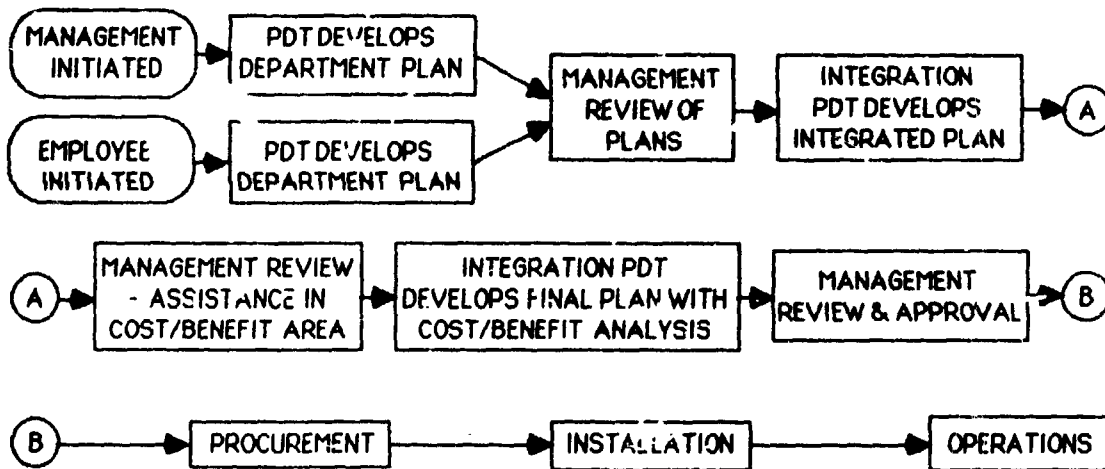 MANAGEMENT
INITIATED
PDT DEVELOPS
DEPARTMENT PLAN
EMPLOYEE
INITIATED
PDT DEVELOPS
DEPARTMENT PLAN
MANAGEMENT
REVIEW OF
PLANS
INTEGRATION
PDT DEVELOPS
INTEGRATED PLAN
A
A
MANAGEMENT REVIEW
- ASSISTANCE IN
COST/BENEFIT AREA
INTEGRATION PDT
DEVELOPS FINAL PLAN WITH
COST/BENEFIT ANALYSIS
MANAGEMENT
REVIEW & APPROVAL
B
B
PROCUREMENT
INSTALLATION
OPERATIONS